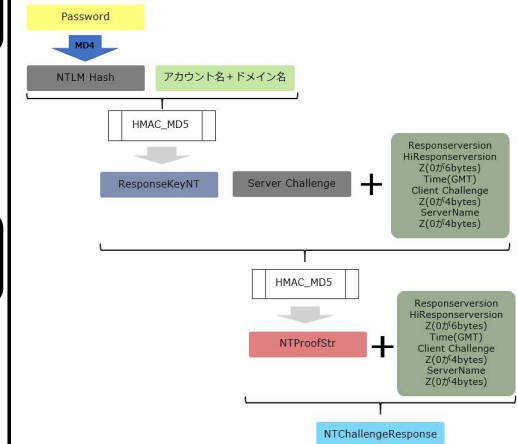 Password
MD4
NTLM Hash
アカウント名+ドメイン名
HMAC_MD5
ResponseKeyNT
Server Challenge
+
Responserversion
HiResponserversion
Z(0が6bytes)
Time(GMT)
Client Challenge
Z(0が4bytes)
ServerName
Z(0が4bytes)
HMAC_MD5
NTProofStr
+
Responserversion
HiResponserversion
Z(0が6bytes)
Time(GMT)
Client Challenge
Z(0が4bytes)
ServerName
Z(0が4bytes)
NTChallengeResponse